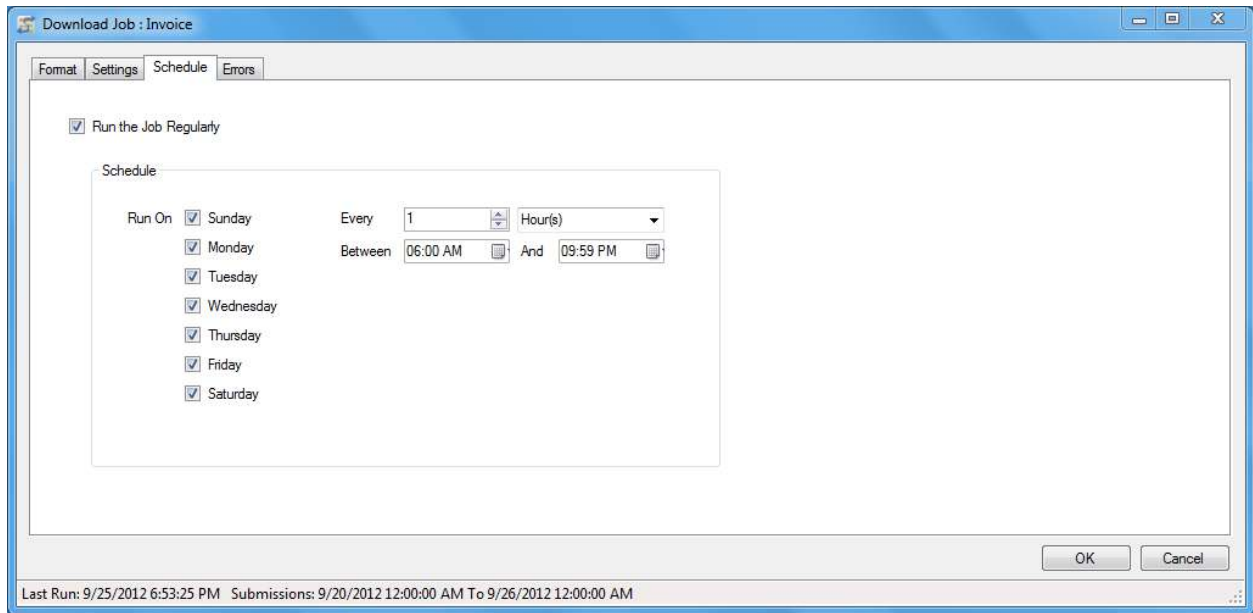 Download Job : Invoice
Format Settings Schedule Errors
Run the Job Regularly
Schedule
Run On Sunday Every 1 Hour(s)
Monday Between 06:00 AM And 09:59 PM
Tuesday
Wednesday
Thursday
Friday
Saturday
OK Cancel
Last Run: 9/25/2012 6:53:25 PM Submissions: 9/20/2012 12:00:00 AM To 9/26/2012 12:00:00 AM